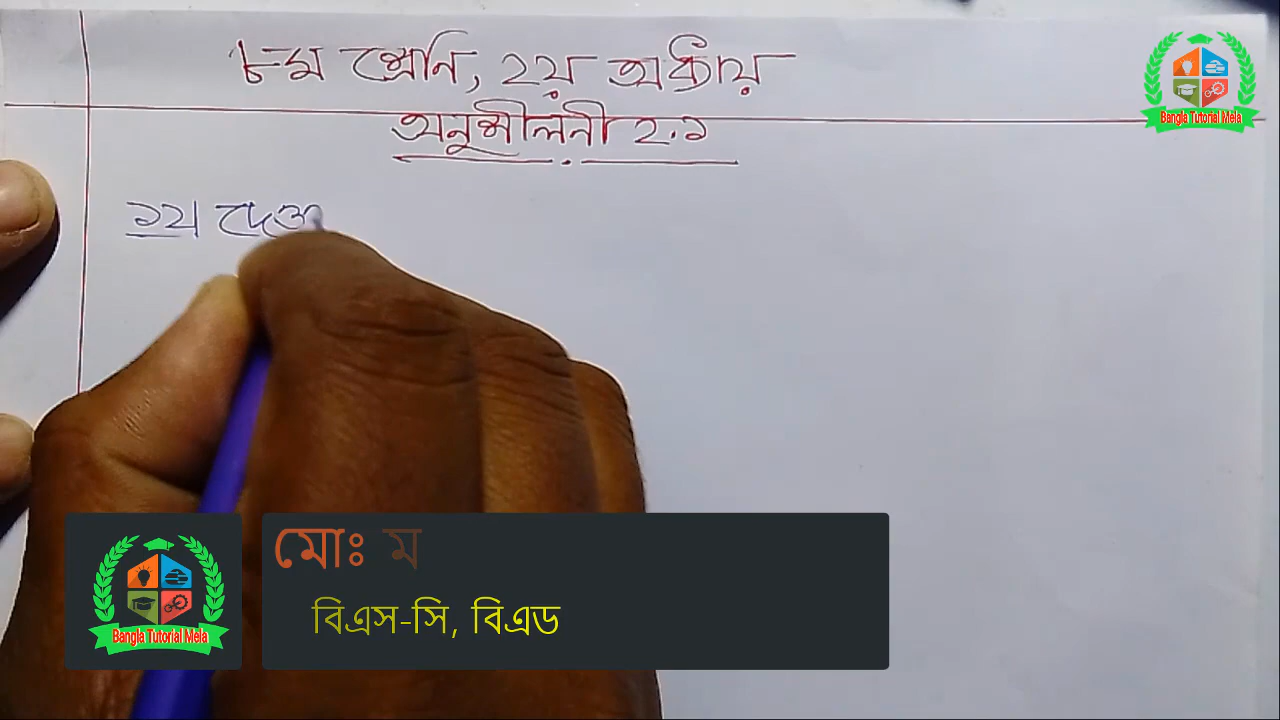 ৮ম শ্রেনি, ২য় অধ্যায়
অনুশীলনী ২.১
Bangla Tutorial Mela
১ম
মোঃ ম
বিএস-সি, বিএড
Bangla Tutorial Mela